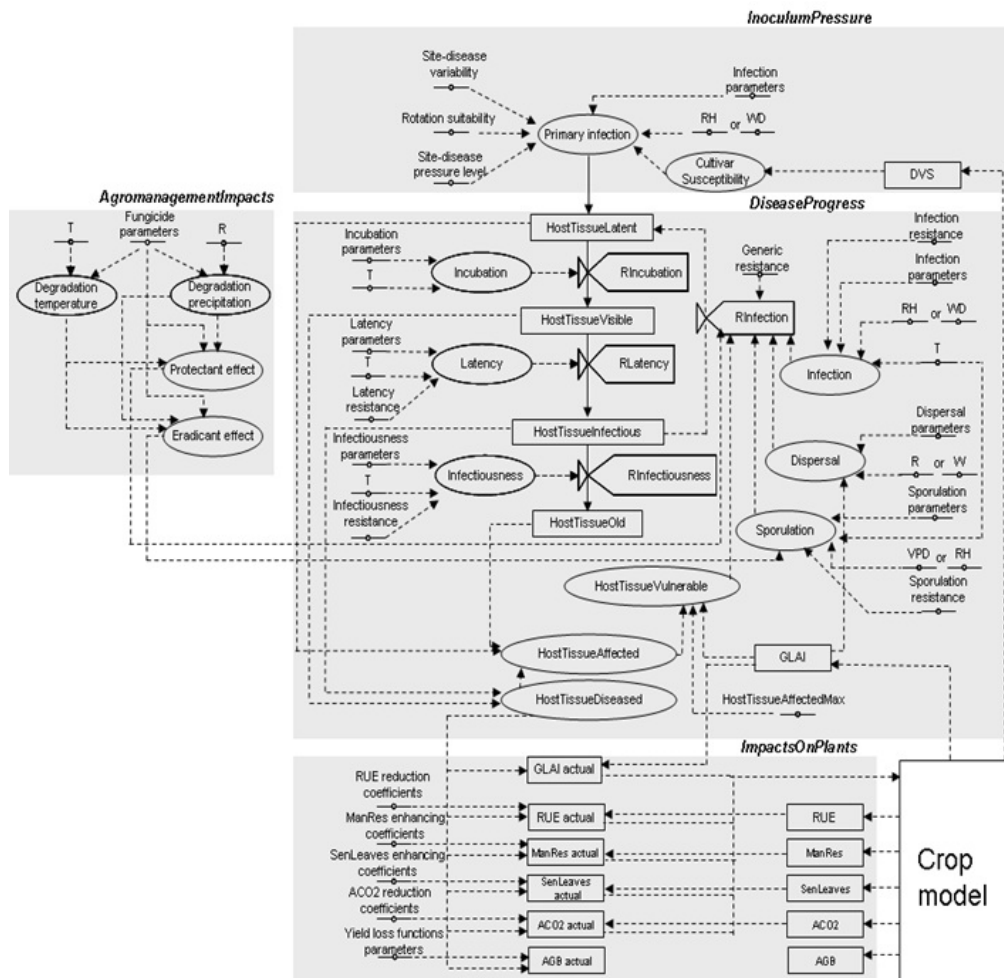 InoculumPressure
Site-disease
variability
Infection
parameters
Rotation suitability
Primary infection
RH or WD
Site-disease
pressure level
Cultivar
Susceptibility
DVS
AgromanagementImpacts
DiseaseProgress
T
Fungicide
parameters
R
Degradation
temperature
Degradation
precipitation
Protectant effect
Eradicant effect
HostTissueLatent
Incubation
parameters
T
Incubation
RIncubation
HostTissueVisible
Latency
parameters
T
Latency
RLatency
Latency
resistance
HostTissueInfectious
Infectiousness
parameters
T
Infectiousness
RInfectiousness
Infectiousness
resistance
HostTissueOld
Generic
resistance
RInfection
Infection
resistance
Infection
parameters
RH or WD
T
Infection
Dispersal
parameters
Dispersal
R or W
Sporulation
parameters
Sporulation
VPD or RH
Sporulation
resistance
HostTissueVulnerable
HostTissueAffected
GLAI
HostTissueDiseased
HostTissueAffectedMax
ImpactsOnPlants
GLAI actual
RUE reduction
coefficients
RUE actual
RUE
ManRes enhancing
coefficients
ManRes actual
ManRes
SenLeaves enhancing
coefficients
SenLeaves
actual
SenLeaves
ACO2 reduction
coefficients
ACO2 actual
ACO2
Yield loss functions
parameters
AGB actual
AGB
Crop
model